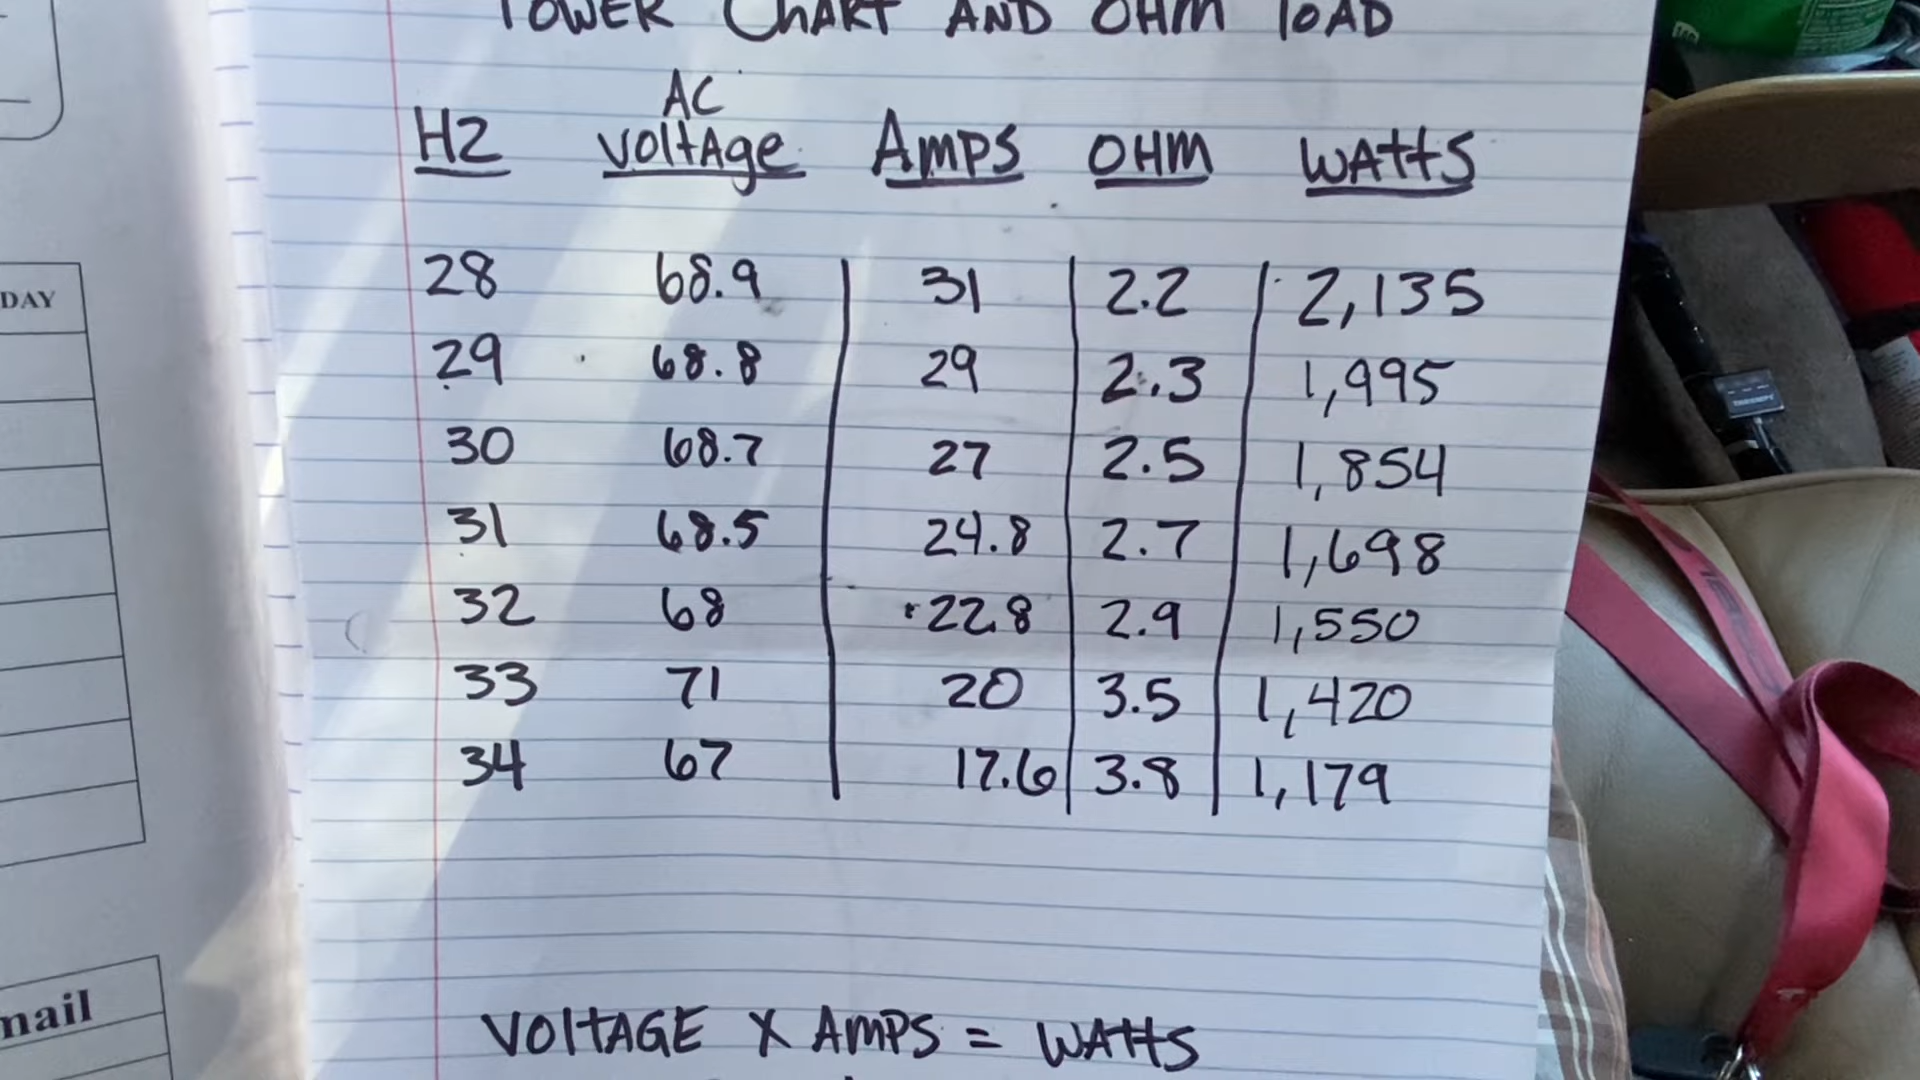 POWER CHART AND OHM LOAD
AC
HZ VOLTAGE AMPS OHM WATTS
28 68.9 31 2.2 2,135
29 68.8 29 2.3 1,995
30 68.7 27 2.5 1,854
31 68.5 24.8 2.7 1,698
32 68 22.8 2.9 1,550
33 71 20 3.5 1,420
34 67 17.6 3.8 1,179
VOLTAGE X AMPS = WATTS
DAY
mail